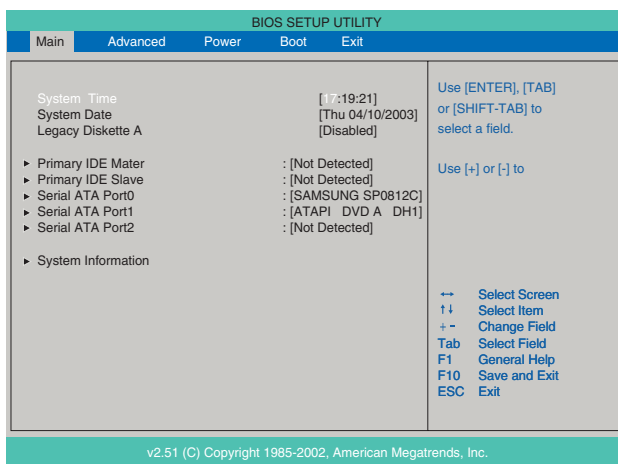 BIOS SETUP UTILITY
Main Advanced Power Boot Exit
System Time [17:19:21]
System Date [Thu 04/10/2003]
Legacy Diskette A [Disabled]
▸ Primary IDE Mater : [Not Detected]
▸ Primary IDE Slave : [Not Detected]
▸ Serial ATA Port0 : [SAMSUNG SP0812C]
▸ Serial ATA Port1 : [ATAPI DVD A DH1]
▸ Serial ATA Port2 : [Not Detected]
▸ System Information
Use [ENTER], [TAB]
or [SHIFT-TAB] to
select a field.
Use [+] or [-] to
↔ Select Screen
↑↓ Select Item
+ - Change Field
Tab Select Field
F1 General Help
F10 Save and Exit
ESC Exit
v2.51 (C) Copyright 1985-2002, American Megatrends, Inc.